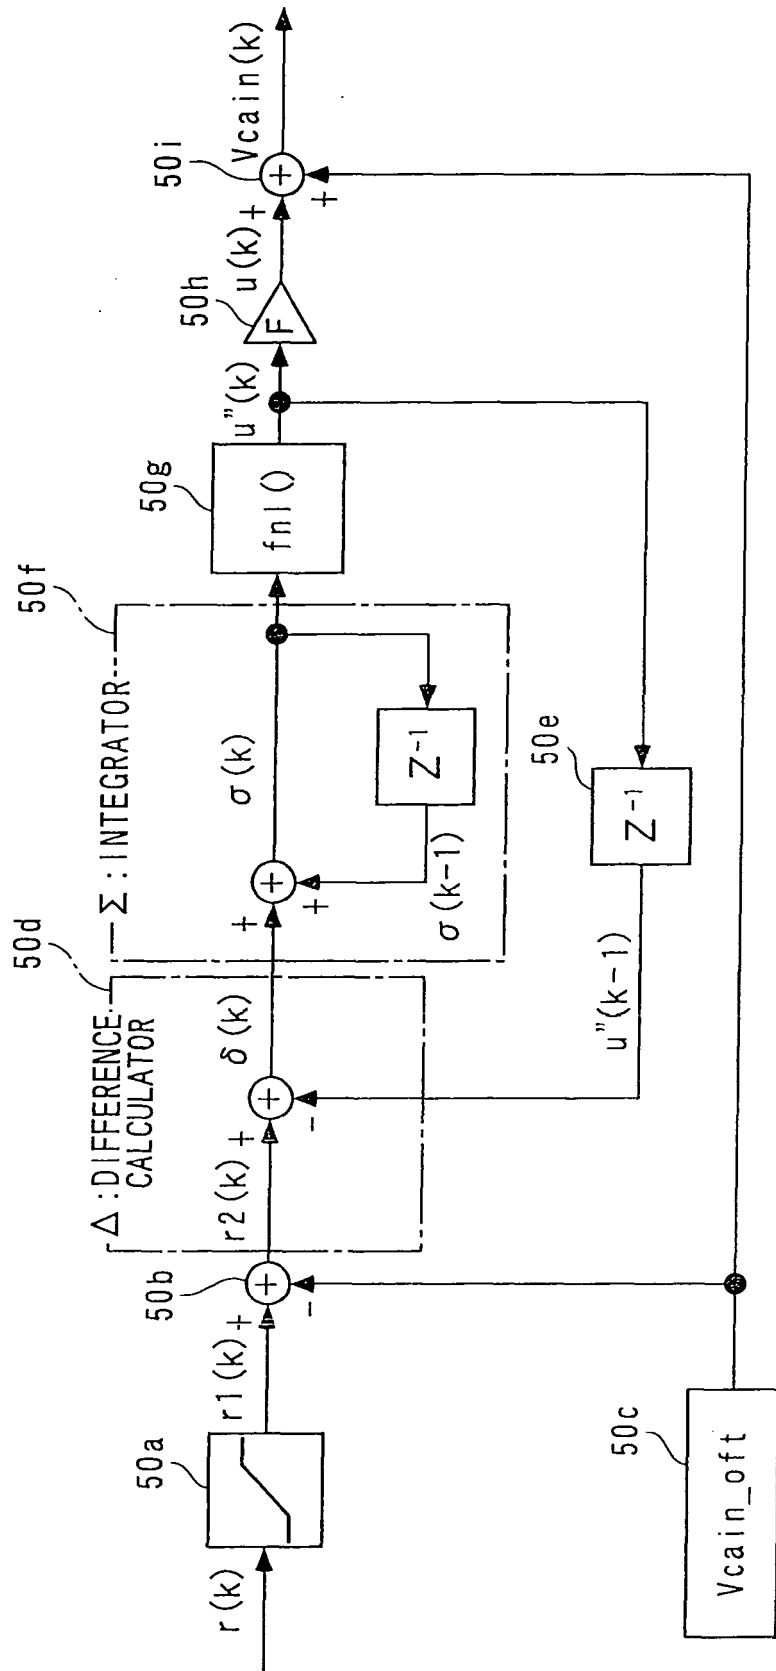 r(k)
50a
r1(k)
+
-
50b
+
r2(k)
Δ:DIFFERENCE
CALCULATOR
50d
+
-
+
δ(k)
Σ:INTEGRATOR
50f
+
+
+
σ(k)
Z-1
σ(k-1)
50g
fnl()
u"(k)
50h
F
u(k)
+
+
50i
+
Vcain(k)
50e
Z-1
u"(k-1)
50c
Vcain_oft